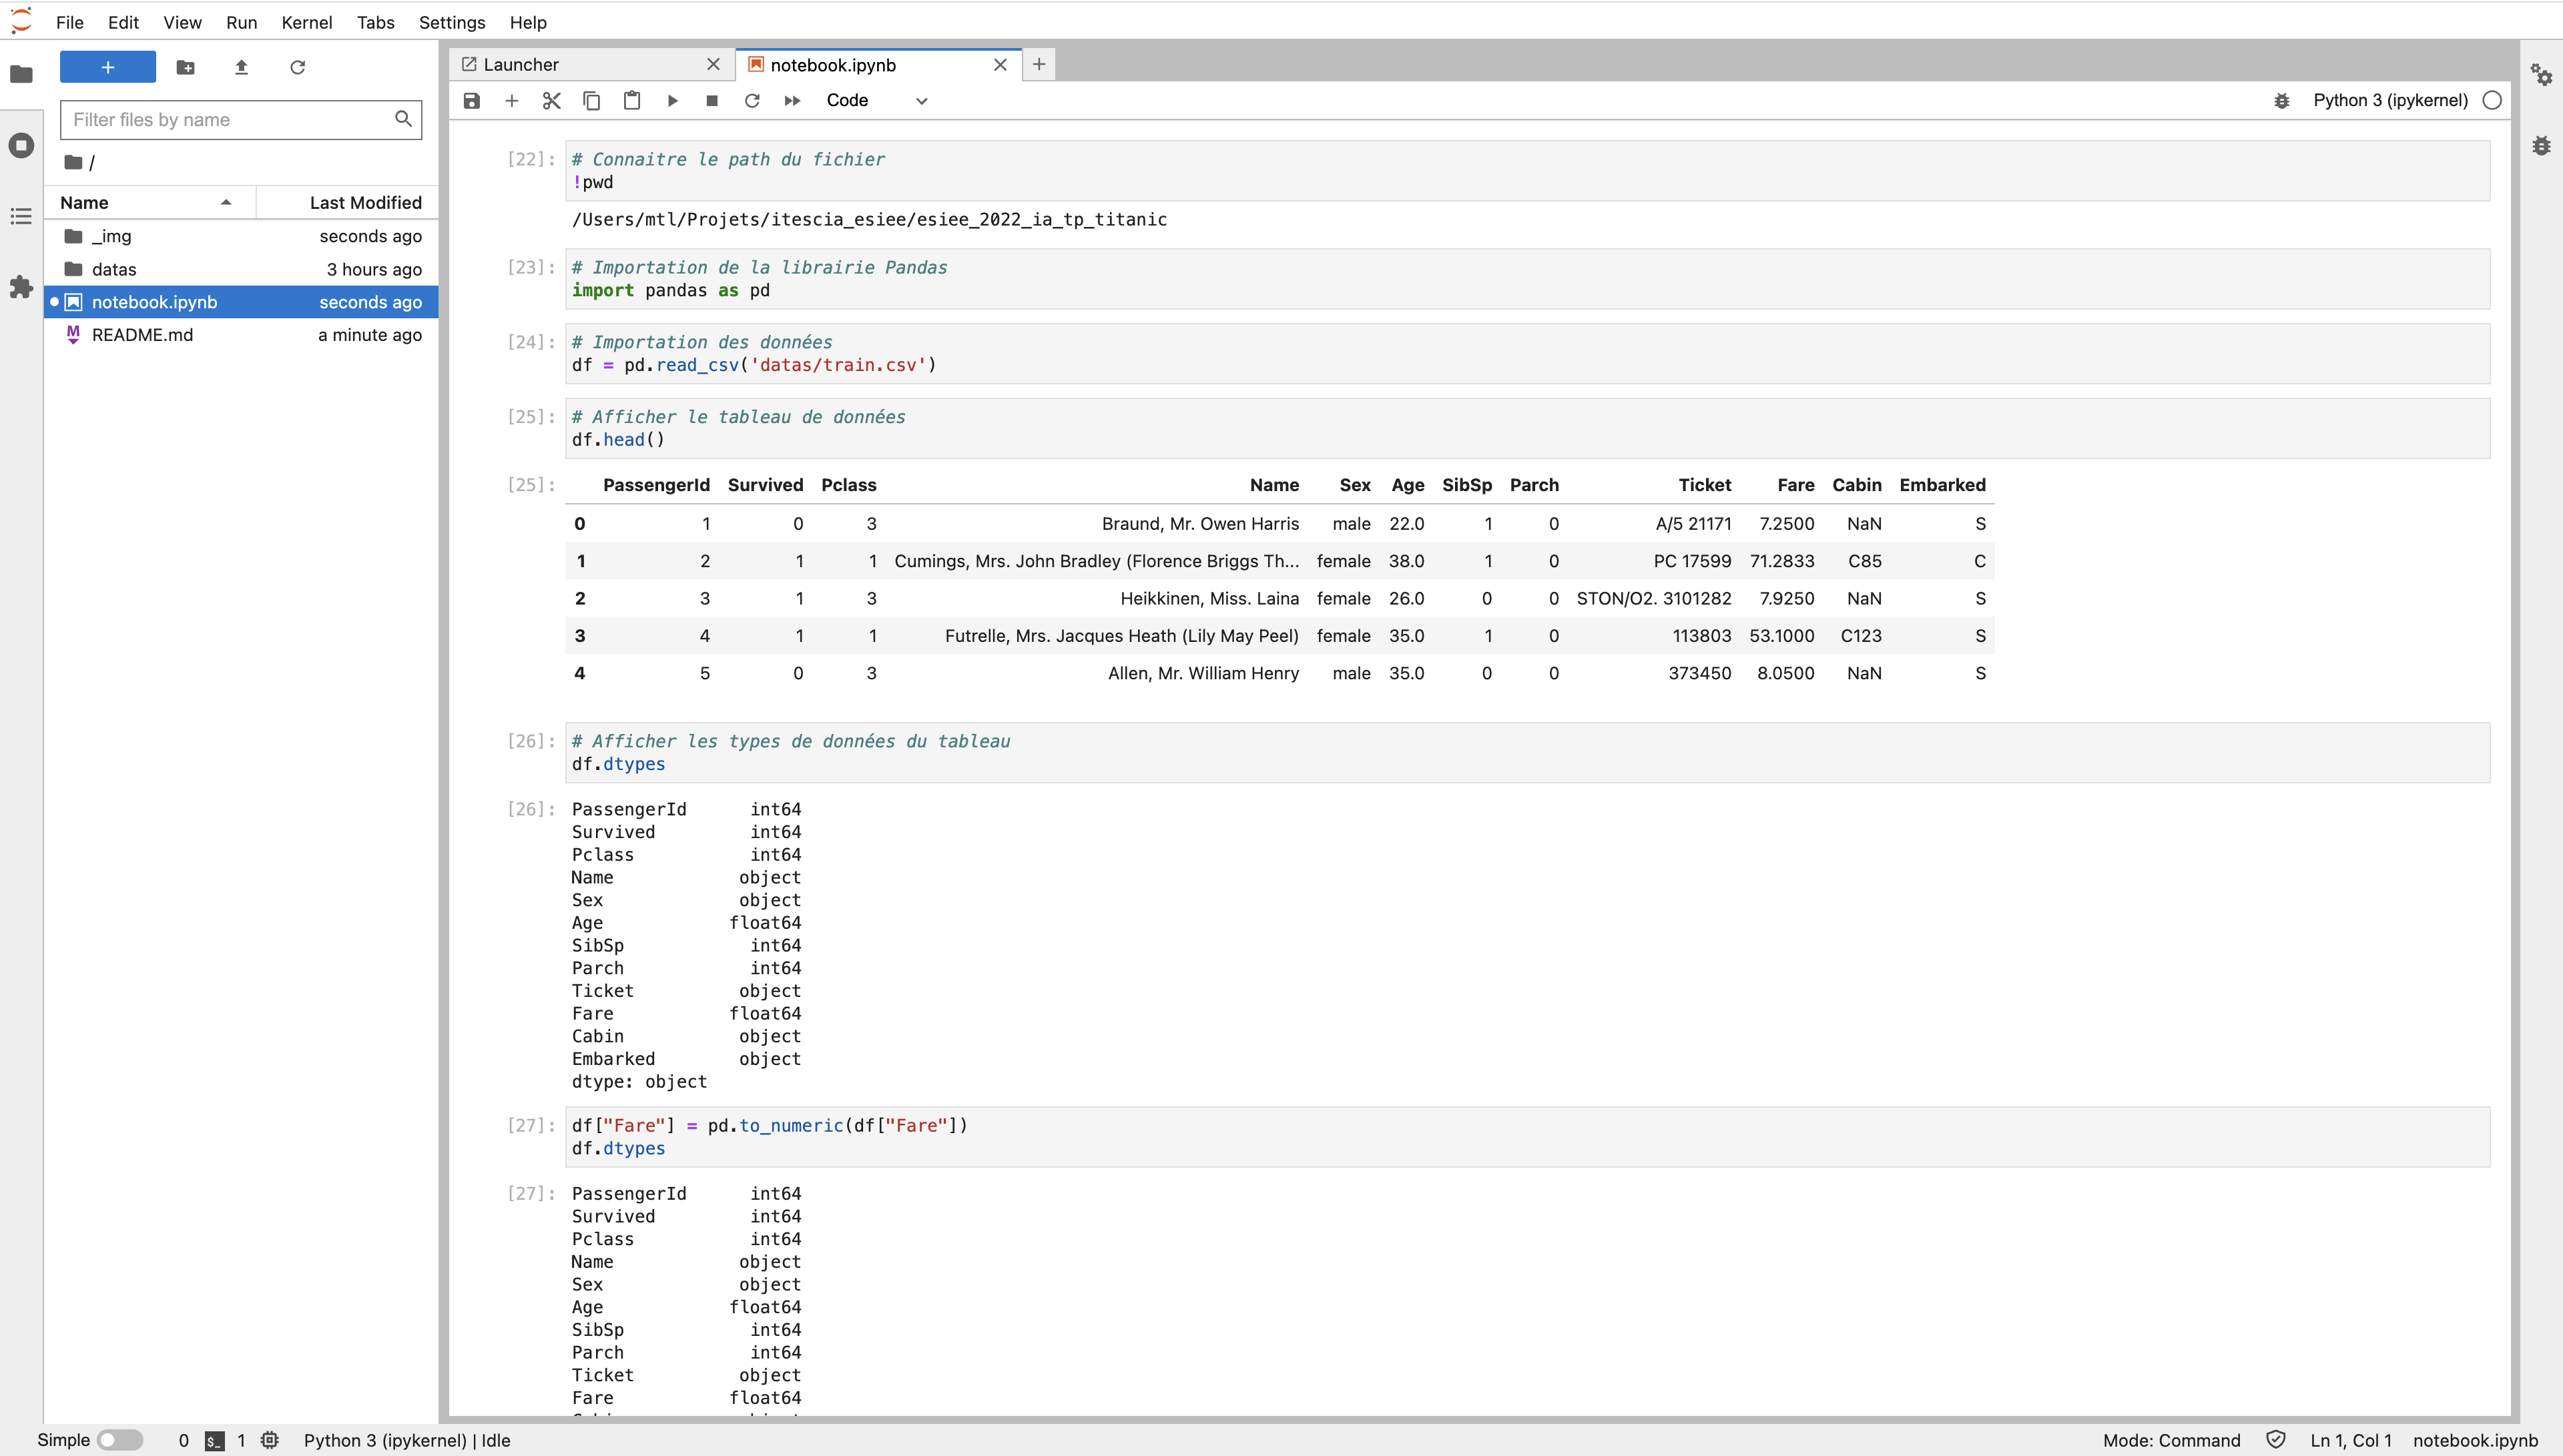 File Edit View Run Kernel Tabs Settings Help
Filter files by name
/
Name Last Modified
_img seconds ago
datas 3 hours ago
notebook.ipynb seconds ago
README.md a minute ago
Launcher notebook.ipynb
Code Python 3 (ipykernel)
[22]: # Connaitre le path du fichier
!pwd
/Users/mtl/Projets/itescia_esiee/esiee_2022_ia_tp_titanic
[23]: # Importation de la librairie Pandas
import pandas as pd
[24]: # Importation des données
df = pd.read_csv('datas/train.csv')
[25]: # Afficher le tableau de données
df.head()
[25]: PassengerId Survived Pclass Name Sex Age SibSp Parch Ticket Fare Cabin Embarked
0 1 0 3 Braund, Mr. Owen Harris male 22.0 1 0 A/5 21171 7.2500 NaN S
1 2 1 1 Cumings, Mrs. John Bradley (Florence Briggs Th... female 38.0 1 0 PC 17599 71.2833 C85 C
2 3 1 3 Heikkinen, Miss. Laina female 26.0 0 0 STON/O2. 3101282 7.9250 NaN S
3 4 1 1 Futrelle, Mrs. Jacques Heath (Lily May Peel) female 35.0 1 0 113803 53.1000 C123 S
4 5 0 3 Allen, Mr. William Henry male 35.0 0 0 373450 8.0500 NaN S
[26]: # Afficher les types de données du tableau
df.dtypes
[26]: PassengerId int64
Survived int64
Pclass int64
Name object
Sex object
Age float64
SibSp int64
Parch int64
Ticket object
Fare float64
Cabin object
Embarked object
dtype: object
[27]: df["Fare"] = pd.to_numeric(df["Fare"])
df.dtypes
[27]: PassengerId int64
Survived int64
Pclass int64
Name object
Sex object
Age float64
SibSp int64
Parch int64
Ticket object
Fare float64
Simple 0 $_ 1 Python 3 (ipykernel) | Idle Mode: Command Ln 1, Col 1 notebook.ipynb